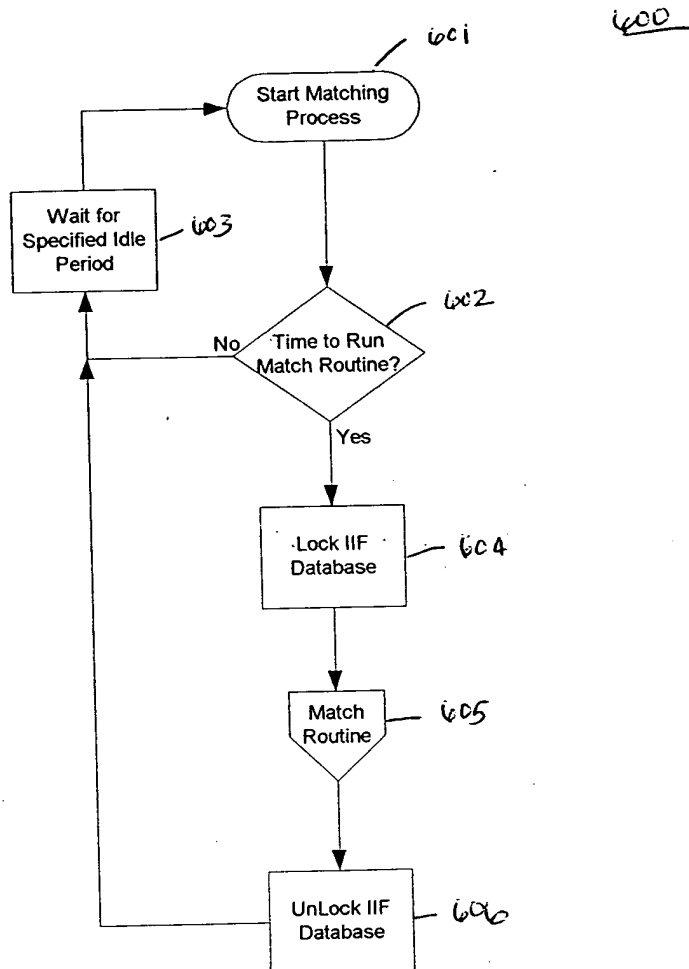 600
601
Start Matching
Process
Wait for
Specified Idle
Period
603
602
No
Time to Run
Match Routine?
Yes
Lock IIF
Database
604
Match
Routine
605
UnLock IIF
Database
606